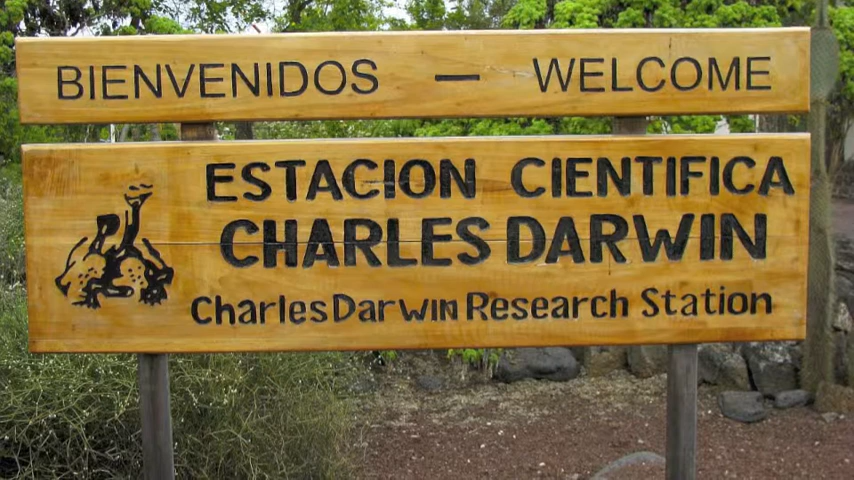 BIENVENIDOS — WELCOME
ESTACION CIENTIFICA
CHARLES DARWIN
Charles Darwin Research Station